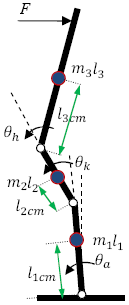 F
m₃l₃
l₃cm
θₕ
θₖ
m₂l₂
l₂cm
m₁l₁
θₐ
l₁cm